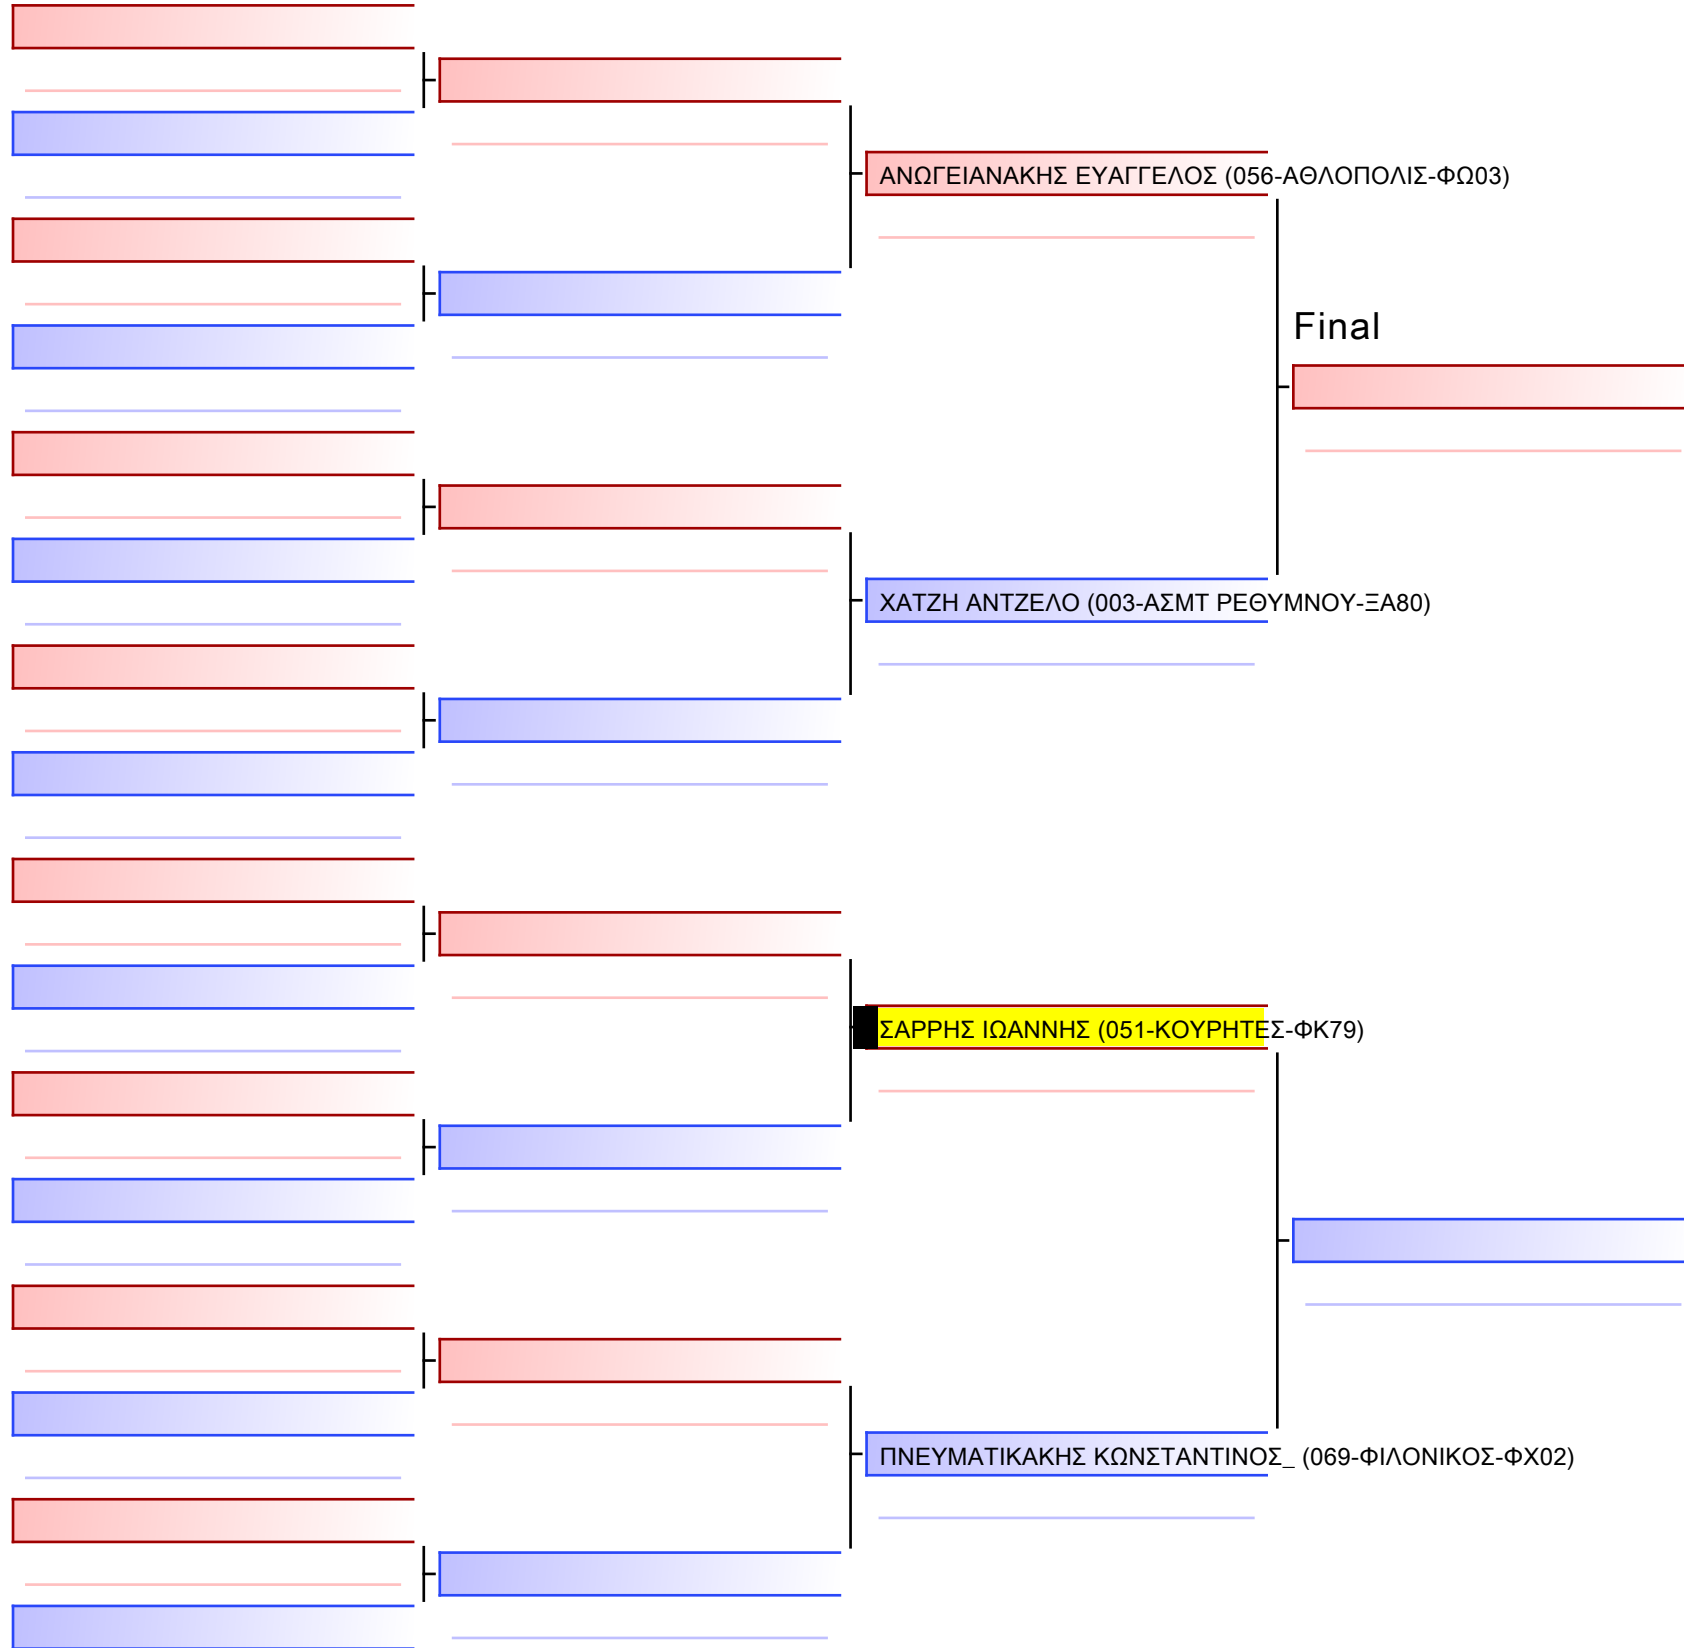 ΑΝΩΓΕΙΑΝΑΚΗΣ ΕΥΑΓΓΕΛΟΣ (056-ΑΘΛΟΠΟΛΙΣ-ΦΩ03)
Final
ΧΑΤΖΗ ΑΝΤΖΕΛΟ (003-ΑΣΜΤ ΡΕΘΥΜΝΟΥ-ΞΑ80)
ΣΑΡΡΗΣ ΙΩΑΝΝΗΣ (051-ΚΟΥΡΗΤΕΣ-ΦΚ79)
ΠΝΕΥΜΑΤΙΚΑΚΗΣ ΚΩΝΣΤΑΝΤΙΝΟΣ_ (069-ΦΙΛΟΝΙΚΟΣ-ΦΧ02)